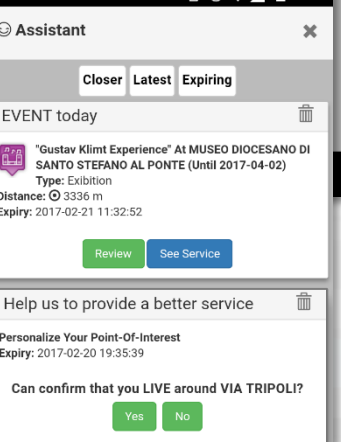 Assistant
Closer Latest Expiring
EVENT today
"Gustav Klimt Experience" At MUSEO DIOCESANO DI
SANTO STEFANO AL PONTE (Until 2017-04-02)
Type: Exibition
Distance: 3336 m
Expiry: 2017-02-21 11:32:52
Review See Service
Help us to provide a better service
Personalize Your Point-Of-Interest
Expiry: 2017-02-20 19:35:39
Can confirm that you LIVE around VIA TRIPOLI?
Yes No